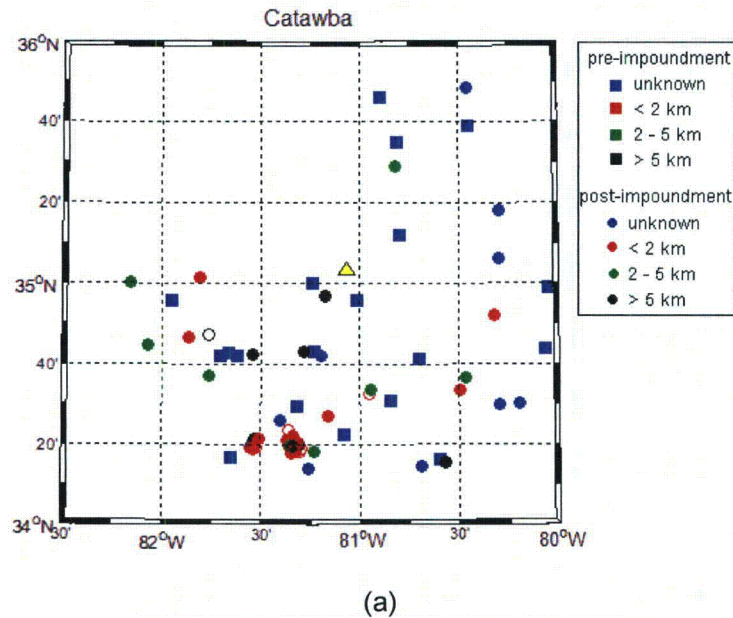 Catawba
36°N
40'
20'
35°N
40'
20'
34°N
30'
82°W
30'
81°W
30'
80°W
pre-impoundment
unknown
< 2 km
2 - 5 km
> 5 km
post-impoundment
unknown
< 2 km
2 - 5 km
> 5 km
(a)